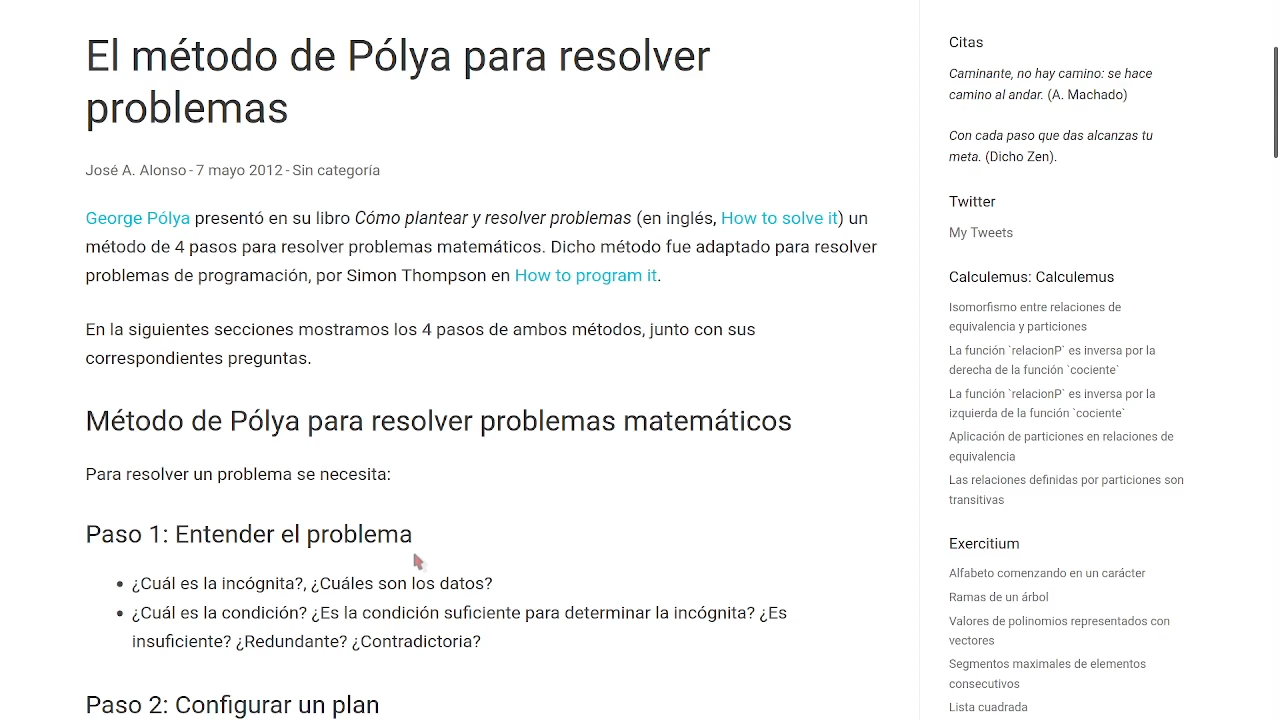 El método de Pólya para resolver
problemas
José A. Alonso - 7 mayo 2012 - Sin categoría
George Pólya presentó en su libro Cómo plantear y resolver problemas (en inglés, How to solve it) un
método de 4 pasos para resolver problemas matemáticos. Dicho método fue adaptado para resolver
problemas de programación, por Simon Thompson en How to program it.
En la siguientes secciones mostramos los 4 pasos de ambos métodos, junto con sus
correspondientes preguntas.
Método de Pólya para resolver problemas matemáticos
Para resolver un problema se necesita:
Paso 1: Entender el problema
• ¿Cuál es la incógnita?, ¿Cuáles son los datos?
• ¿Cuál es la condición? ¿Es la condición suficiente para determinar la incógnita? ¿Es
insuficiente? ¿Redundante? ¿Contradictoria?
Paso 2: Configurar un plan
Citas
Caminante, no hay camino: se hace
camino al andar. (A. Machado)
Con cada paso que das alcanzas tu
meta. (Dicho Zen).
Twitter
My Tweets
Calculemus: Calculemus
Isomorfismo entre relaciones de
equivalencia y particiones
La función `relacionP` es inversa por la
derecha de la función `cociente`
La función `relacionP` es inversa por la
izquierda de la función `cociente`
Aplicación de particiones en relaciones de
equivalencia
Las relaciones definidas por particiones son
transitivas
Exercitium
Alfabeto comenzando en un carácter
Ramas de un árbol
Valores de polinomios representados con
vectores
Segmentos maximales de elementos
consecutivos
Lista cuadrada